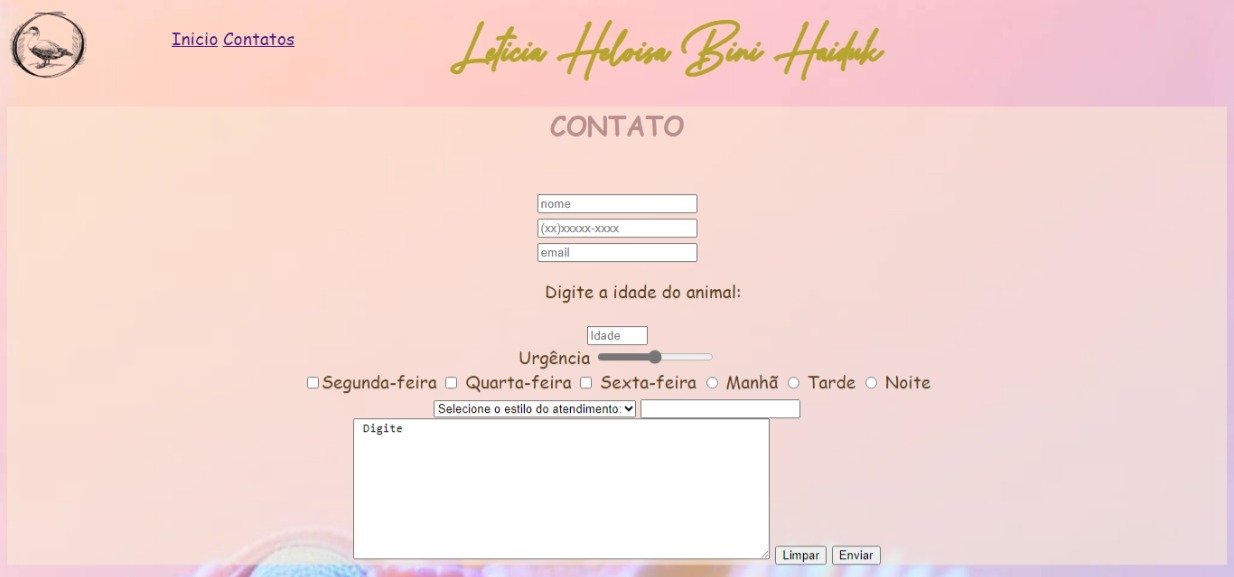 Inicio Contatos
Leticia Heloisa Bini Haiduk
CONTATO
nome
(xx)xxxxx-xxxx
email
Digite a idade do animal:
Idade
Urgência
Segunda-feira Quarta-feira Sexta-feira Manhã Tarde Noite
Selecione o estilo do atendimento:
Digite
Limpar Enviar